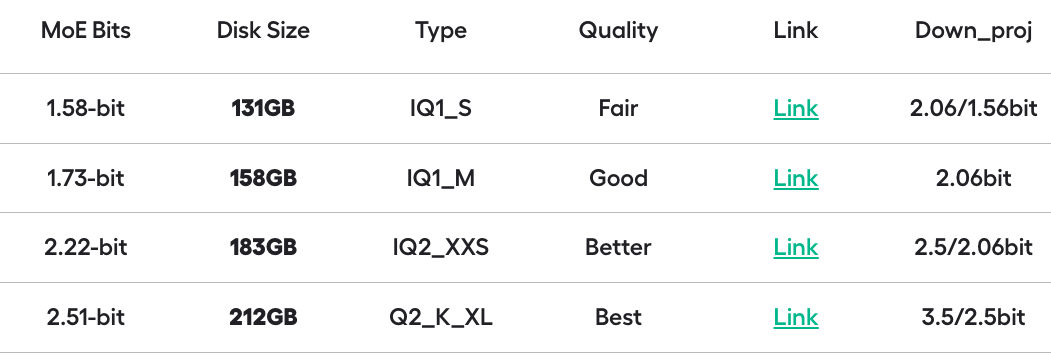 MoE Bits Disk Size Type Quality Link Down_proj
1.58-bit 131GB IQ1_S Fair Link 2.06/1.56bit
1.73-bit 158GB IQ1_M Good Link 2.06bit
2.22-bit 183GB IQ2_XXS Better Link 2.5/2.06bit
2.51-bit 212GB Q2_K_XL Best Link 3.5/2.5bit